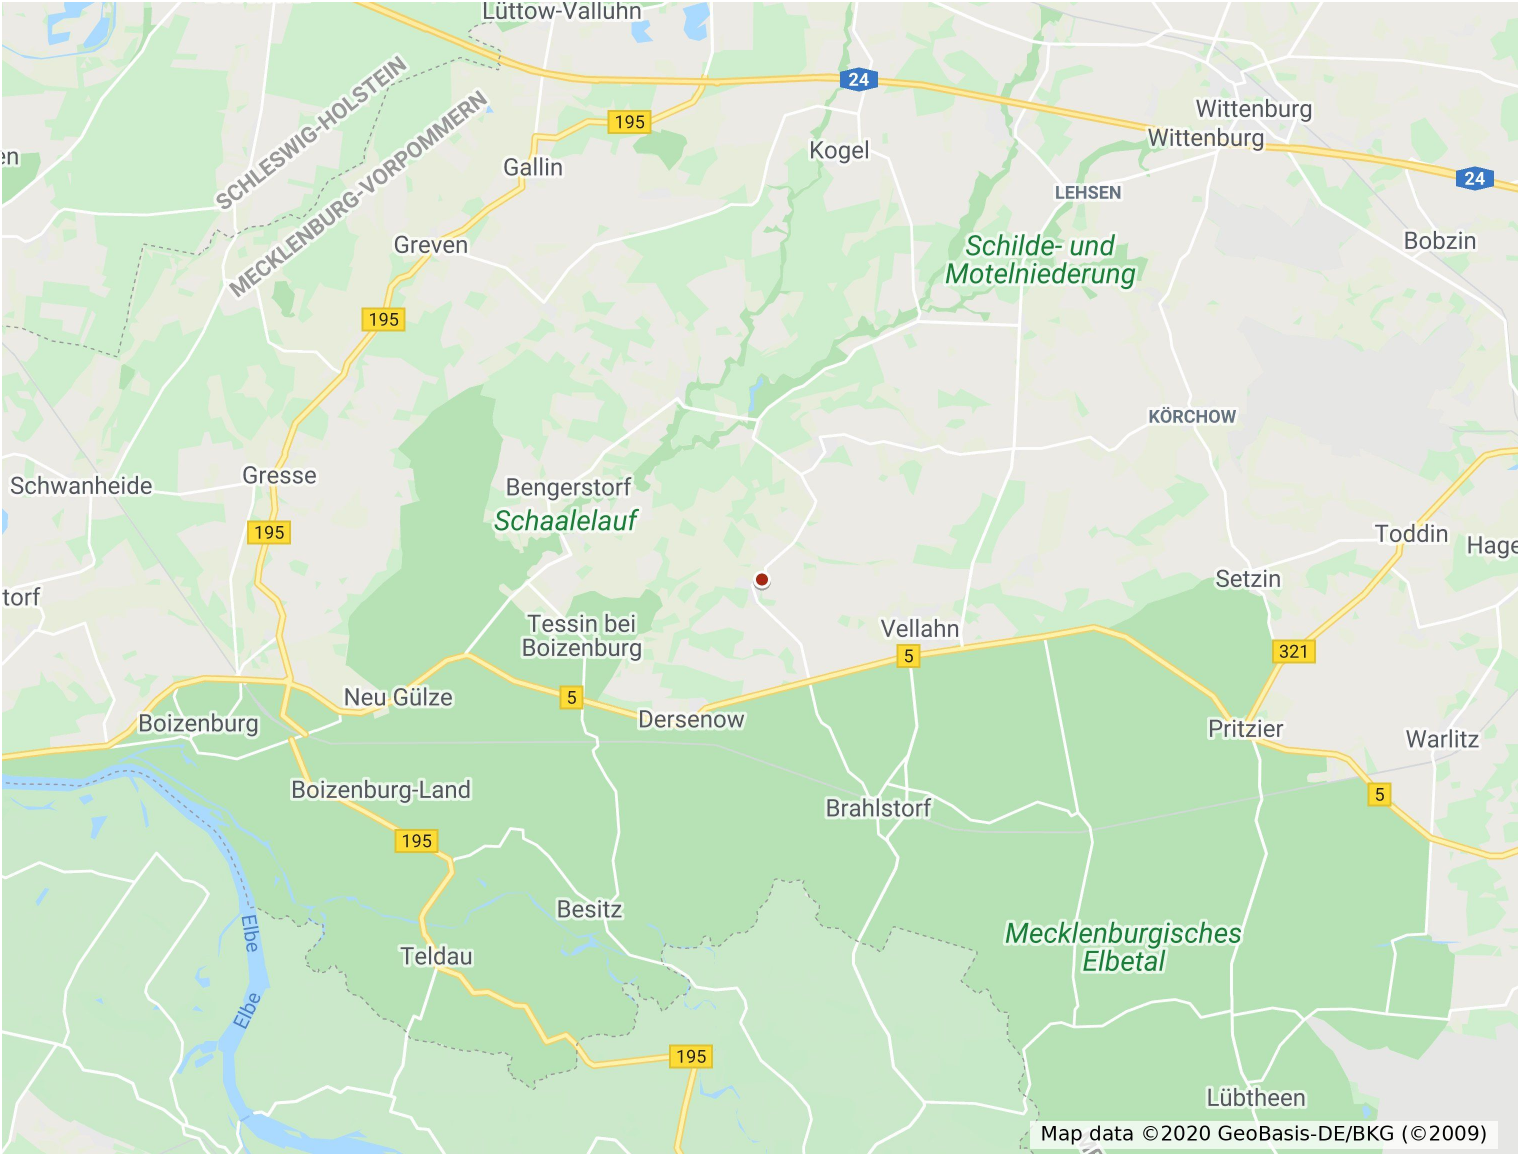 Lüttow-Valluhn
SCHLESWIG-HOLSTEIN
24
MECKLENBURG-VORPOMMERN
195
Wittenburg
Wittenburg
Kogel
en
Gallin
24
LEHSEN
Greven
Schilde- und
Motelniederung
Bobzin
195
KÖRCHOW
Gresse
Schwanheide
Bengerstorf
Schaalelauf
195
Toddin
Hage
Setzin
torf
Tessin bei
Boizenburg
Vellahn
5
321
Neu Gülze
5
Boizenburg
Dersenow
Pritzier
Warlitz
Boizenburg-Land
5
Brahlstorf
195
Besitz
Elbe
Mecklenburgisches
Elbetal
Teldau
Elbe
195
Lübtheen
Map data ©2020 GeoBasis-DE/BKG (©2009)